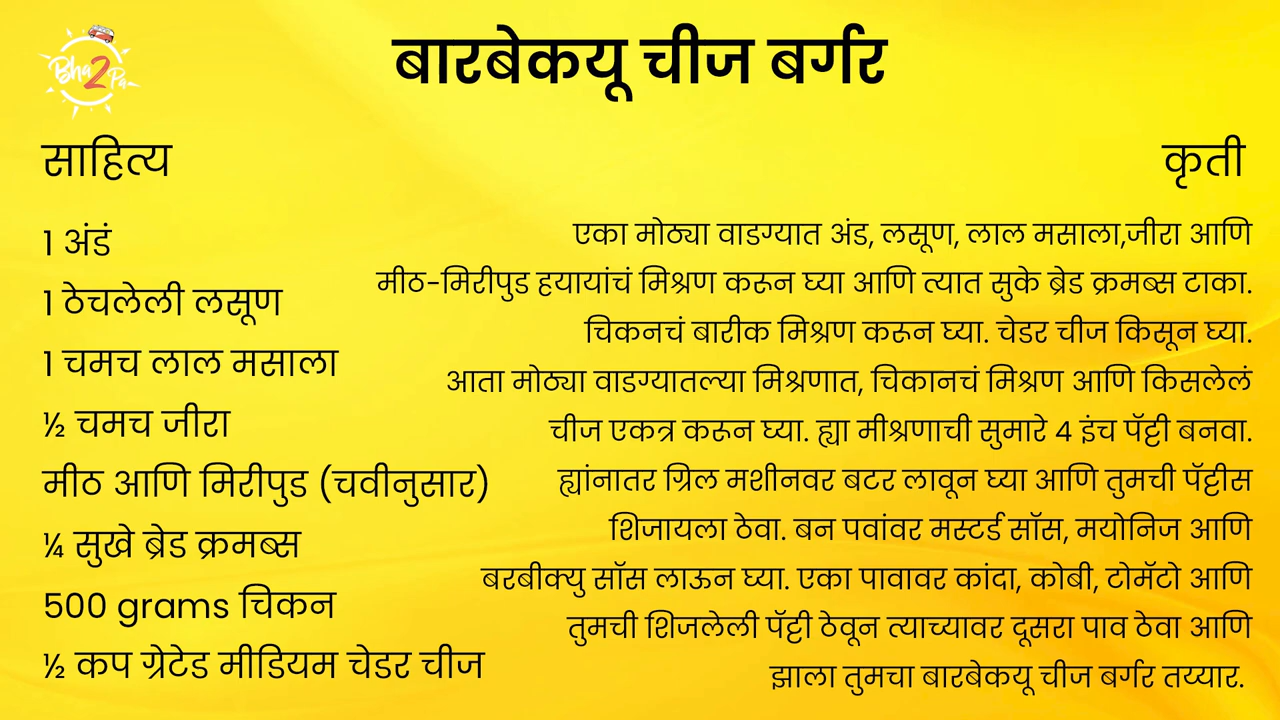 Bha2Pa
बारबेकयू चीज बर्गर
साहित्य
1 अंडं
1 ठेचलेली लसूण
1 चमच लाल मसाला
½ चमच जीरा
मीठ आणि मिरीपुड (चवीनुसार)
¼ सुखे ब्रेड क्रमब्स
500 grams चिकन
½ कप ग्रेटेड मीडियम चेडर चीज
कृती
एका मोठ्या वाडग्यात अंड, लसूण, लाल मसाला,जीरा आणि
मीठ-मिरीपुड हयायांचं मिश्रण करून घ्या आणि त्यात सुके ब्रेड क्रमब्स टाका.
चिकनचं बारीक मिश्रण करून घ्या. चेडर चीज किसून घ्या.
आता मोठ्या वाडग्यातल्या मिश्रणात, चिकानचं मिश्रण आणि किसलेलं
चीज एकत्र करून घ्या. ह्या मीश्रणाची सुमारे 4 इंच पॅट्टी बनवा.
ह्यांनातर ग्रिल मशीनवर बटर लावून घ्या आणि तुमची पॅट्टीस
शिजायला ठेवा. बन पवांवर मस्टर्ड सॉस, मयोनिज आणि
बरबीक्यु सॉस लाऊन घ्या. एका पावावर कांदा, कोबी, टोमॅटो आणि
तुमची शिजलेली पॅट्टी ठेवून त्याच्यावर दूसरा पाव ठेवा आणि
झाला तुमचा बारबेकयू चीज बर्गर तय्यार.